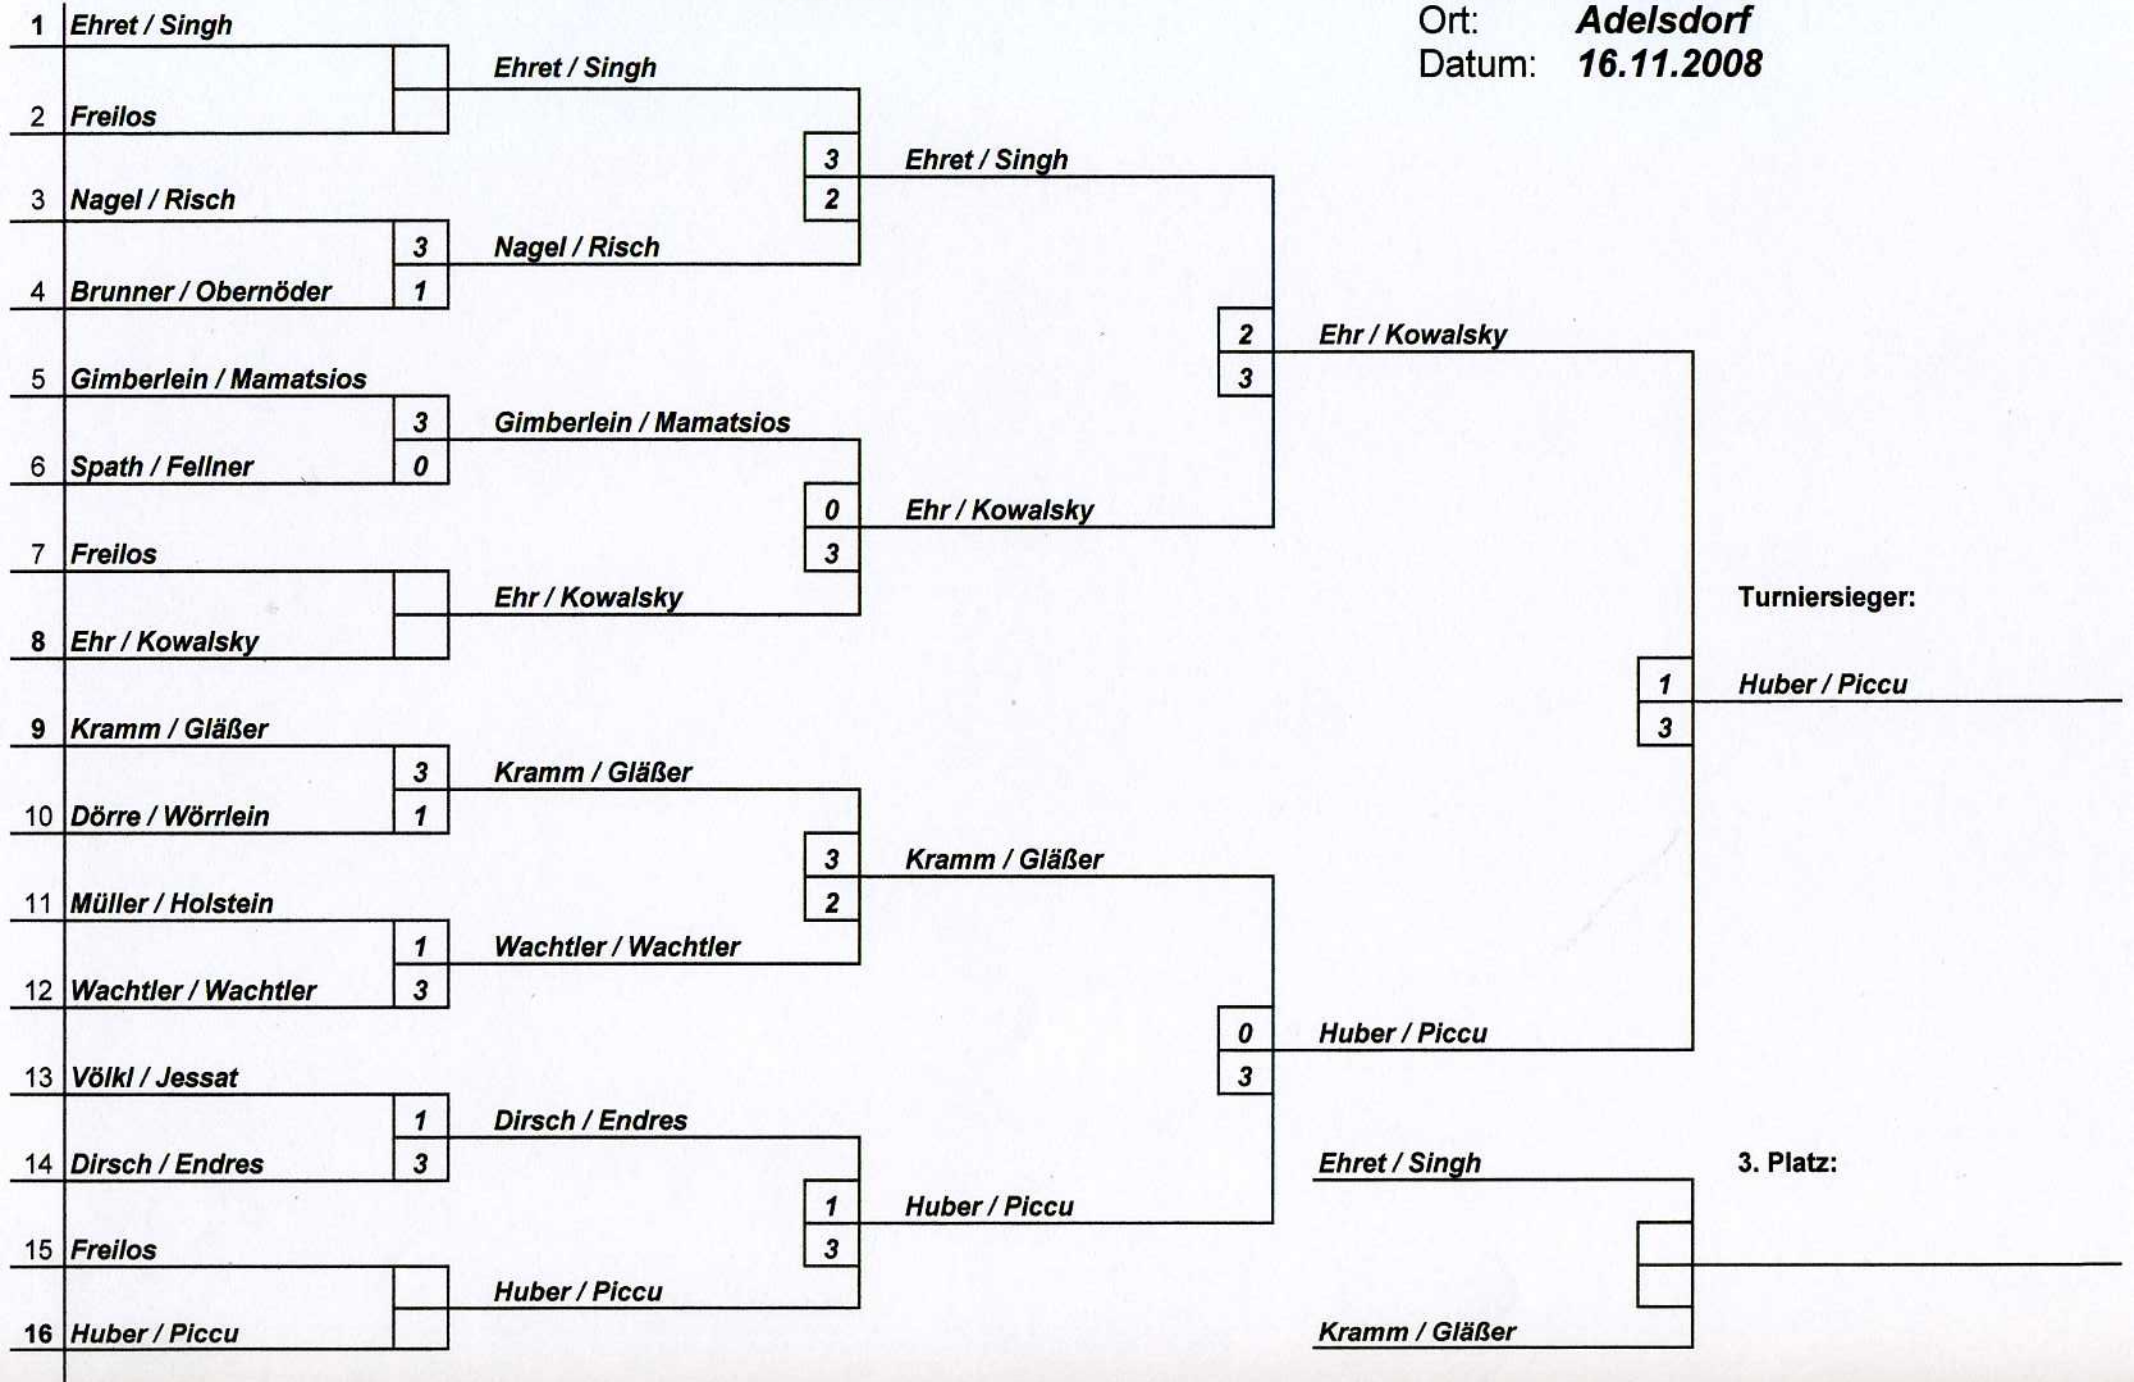 Ort: Adelsdorf
Datum: 16.11.2008
1 Ehret / Singh
Ehret / Singh
2 Freilos
3 Ehret / Singh
3 Nagel / Risch
2
3 Nagel / Risch
4 Brunner / Obernöder 1
2 Ehr / Kowalsky
5 Gimberlein / Mamatsios
3
3 Gimberlein / Mamatsios
6 Spath / Fellner 0
0 Ehr / Kowalsky
7 Freilos
3
Ehr / Kowalsky
Turniersieger:
8 Ehr / Kowalsky
1 Huber / Piccu
9 Kramm / Gläßer
3
3 Kramm / Gläßer
10 Dörre / Wörrlein 1
3 Kramm / Gläßer
11 Müller / Holstein
2
1 Wachtler / Wachtler
12 Wachtler / Wachtler 3
0 Huber / Piccu
13 Völkl / Jessat
3
1 Dirsch / Endres
14 Dirsch / Endres 3
Ehret / Singh
3. Platz:
1 Huber / Piccu
15 Freilos
3
Huber / Piccu
16 Huber / Piccu
Kramm / Gläßer